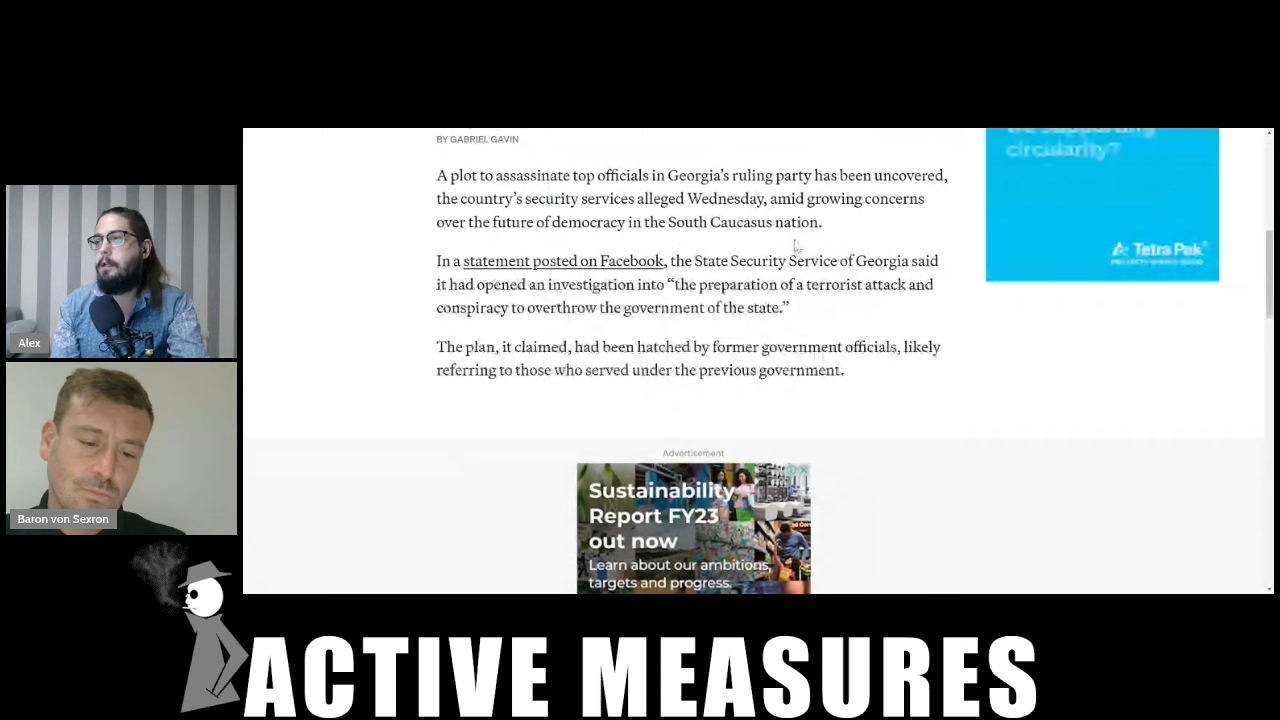 BY GABRIEL GAVIN
A plot to assassinate top officials in Georgia's ruling party has been uncovered,
the country's security services alleged Wednesday, amid growing concerns
over the future of democracy in the South Caucasus nation.
In a statement posted on Facebook, the State Security Service of Georgia said
it had opened an investigation into “the preparation of a terrorist attack and
conspiracy to overthrow the government of the state.”
The plan, it claimed, had been hatched by former government officials, likely
referring to those who served under the previous government.
we supporting
circularity?
Tetra Pak
Advertisement
Sustainability
Report FY23
out now
Learn about our ambitions,
targets and progress.
Alex
Baron von Sexron
ACTIVE MEASURES